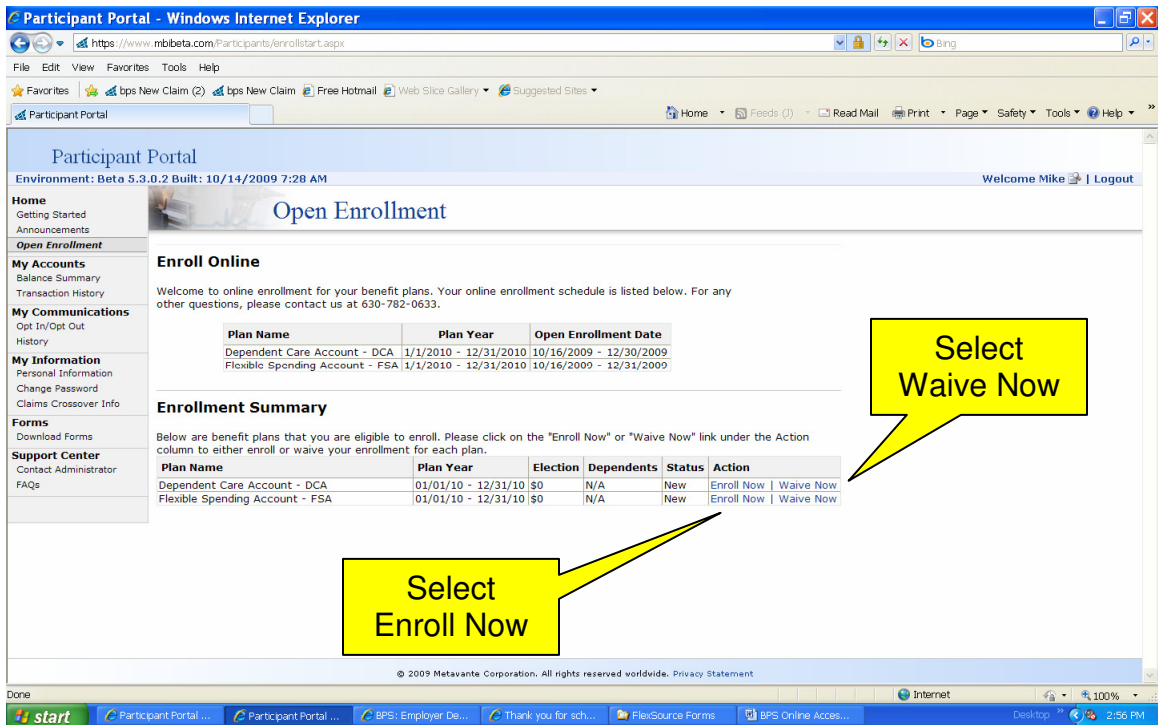 Participant Portal - Windows Internet Explorer
https://www.mbibeta.com/Participants/enrollstart.aspx
Bing
File Edit View Favorites Tools Help
Favorites bps New Claim (2) bps New Claim Free Hotmail Web Slice Gallery Suggested Sites
Participant Portal
Home Feeds (J) Read Mail Print Page Safety Tools Help »
Participant Portal
Environment: Beta 5.3.0.2 Built: 10/14/2009 7:28 AM
Welcome Mike | Logout
Home
Getting Started
Announcements
Open Enrollment
My Accounts
Balance Summary
Transaction History
My Communications
Opt In/Opt Out
History
My Information
Personal Information
Change Password
Claims Crossover Info
Forms
Download Forms
Support Center
Contact Administrator
FAQs
Open Enrollment
Enroll Online
Welcome to online enrollment for your benefit plans. Your online enrollment schedule is listed below. For any
other questions, please contact us at 630-782-0633.
Plan Name Plan Year Open Enrollment Date
Dependent Care Account - DCA 1/1/2010 - 12/31/2010 10/16/2009 - 12/30/2009
Flexible Spending Account - FSA 1/1/2010 - 12/31/2010 10/16/2009 - 12/31/2009
Select
Waive Now
Enrollment Summary
Below are benefit plans that you are eligible to enroll. Please click on the "Enroll Now" or "Waive Now" link under the Action
column to either enroll or waive your enrollment for each plan.
Plan Name Plan Year Election Dependents Status Action
Dependent Care Account - DCA 01/01/10 - 12/31/10 $0 N/A New Enroll Now | Waive Now
Flexible Spending Account - FSA 01/01/10 - 12/31/10 $0 N/A New Enroll Now | Waive Now
Select
Enroll Now
© 2009 Metavante Corporation. All rights reserved worldwide. Privacy Statement
Done Internet 100%
start Participant Portal ... Participant Portal ... BPS: Employer De... Thank you for sch... FlexSource Forms BPS Online Acces... Desktop » 2:56 PM